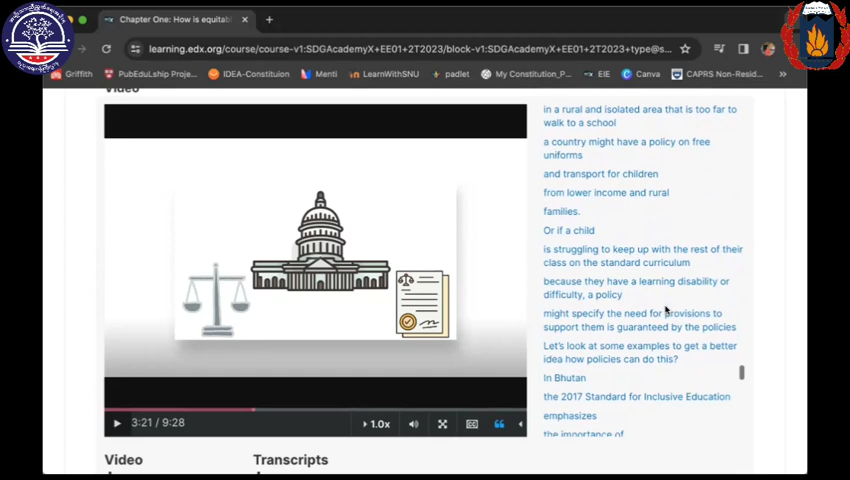 Chapter One: How is equitabl
learning.edx.org/course/course-v1:SDGAcademyX+EE01+2T2023/block-v1:SDGAcademyX+EE01+2T2023+type@s...
Griffith
PubEduLship Proje...
IDEA-Constituion
Menti
LearnWithSNU
padlet
My Constitution_P...
EIE
Canva
CAPRS Non-Resid...
Video
in a rural and isolated area that is too far to
walk to a school
a country might have a policy on free
uniforms
and transport for children
from lower income and rural
families.
Or if a child
is struggling to keep up with the rest of their
class on the standard curriculum
because they have a learning disability or
difficulty, a policy
might specify the need for provisions to
support them is guaranteed by the policies
Let's look at some examples to get a better
idea how policies can do this?
In Bhutan
the 2017 Standard for Inclusive Education
emphasizes
the importance of
3:21 / 9:28
1.0x
Video
Transcripts